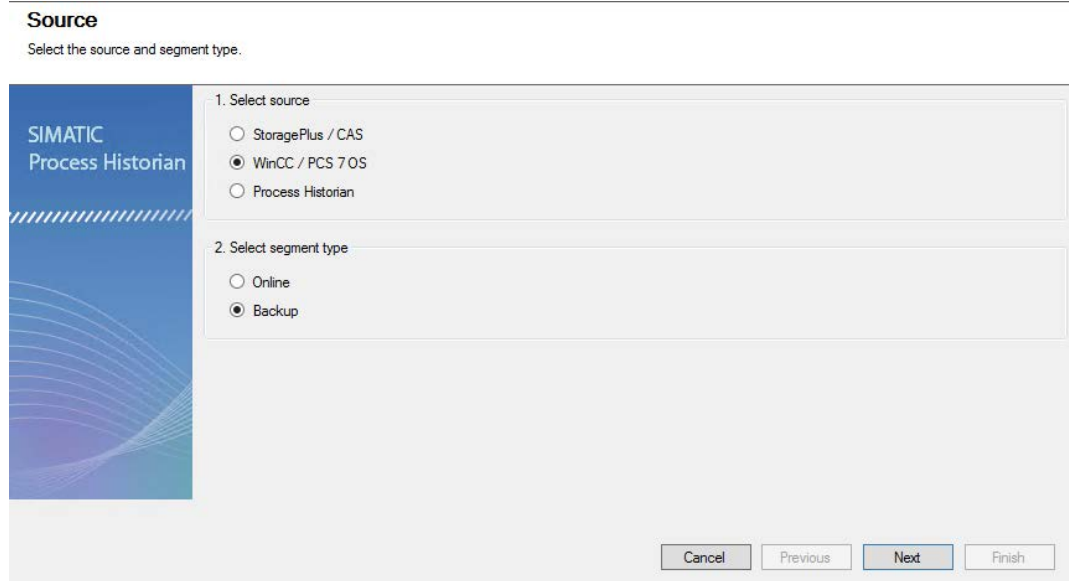 Source
Select the source and segment type.
SIMATIC
Process Historian
1. Select source
StoragePlus / CAS
WinCC / PCS 7 OS
Process Historian
2. Select segment type
Online
Backup
Cancel
Previous
Next
Finish